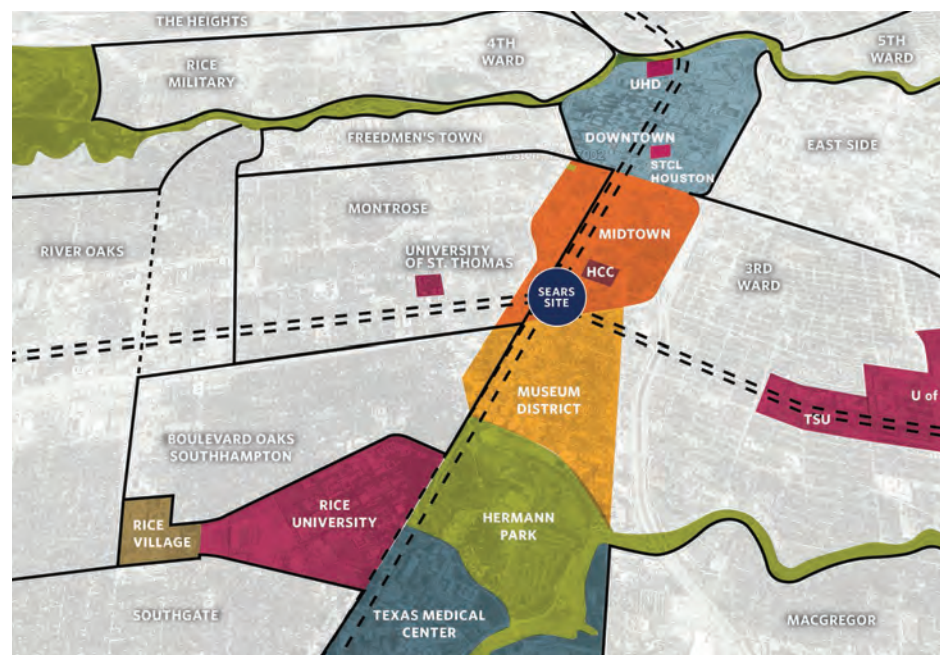 THE HEIGHTS
RICE
MILITARY
4TH
WARD
5TH
WARD
UHD
FREEDMEN'S TOWN
DOWNTOWN
EAST SIDE
STCL
HOUSTON
MONTROSE
MIDTOWN
RIVER OAKS
UNIVERSITY
OF ST. THOMAS
HCC
3RD
WARD
SEARS
SITE
MUSEUM
DISTRICT
U of
TSU
BOULEVARD OAKS
SOUTHHAMPTON
RICE
UNIVERSITY
HERMANN
PARK
RICE
VILLAGE
SOUTHGATE
TEXAS MEDICAL
CENTER
MACGREGOR